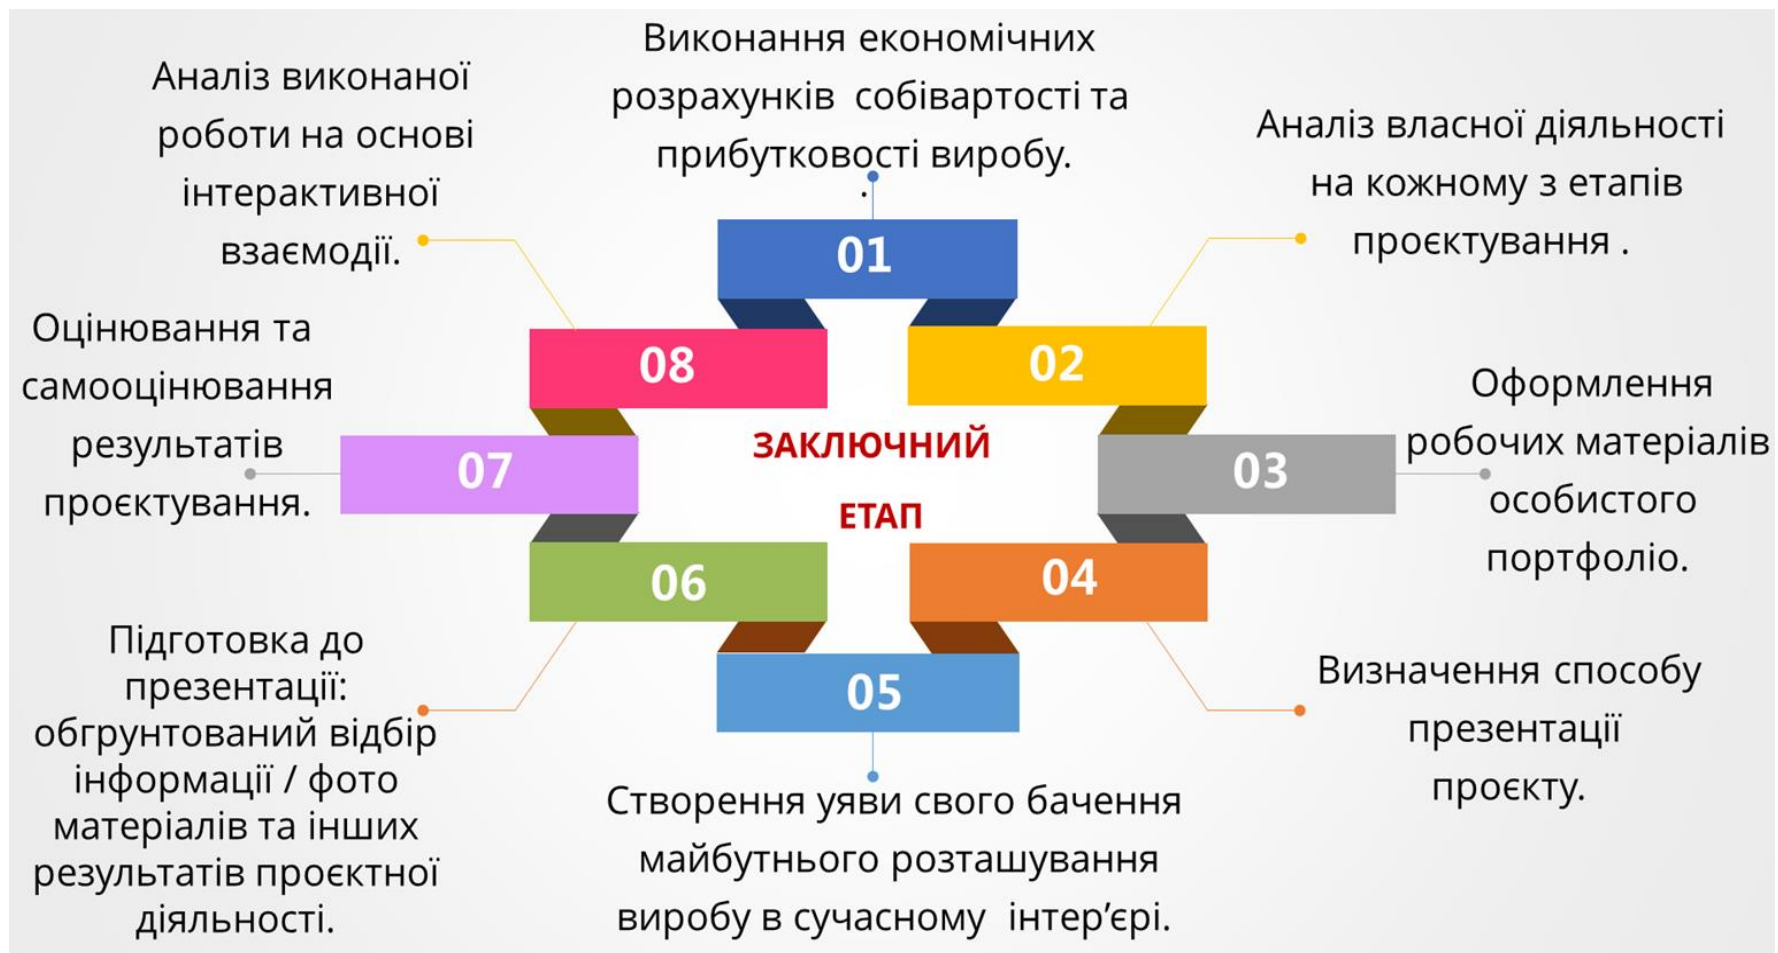 Виконання економічних
розрахунків собівартості та
прибутковості виробу.
.
01
Аналіз власної діяльності
на кожному з етапів
проєктування .
02
Оформлення
робочих матеріалів
особистого
портфоліо.
03
Визначення способу
презентації
проєкту.
04
Створення уяви свого бачення
майбутнього розташування
виробу в сучасному інтер’єрі.
05
Підготовка до
презентації:
обгрунтований відбір
інформації / фото
матеріалів та інших
результатів проєктної
діяльності.
06
Оцінювання та
самооцінювання
результатів
проєктування.
07
Аналіз виконаної
роботи на основі
інтерактивної
взаємодії.
08
ЗАКЛЮЧНИЙ
ЕТАП